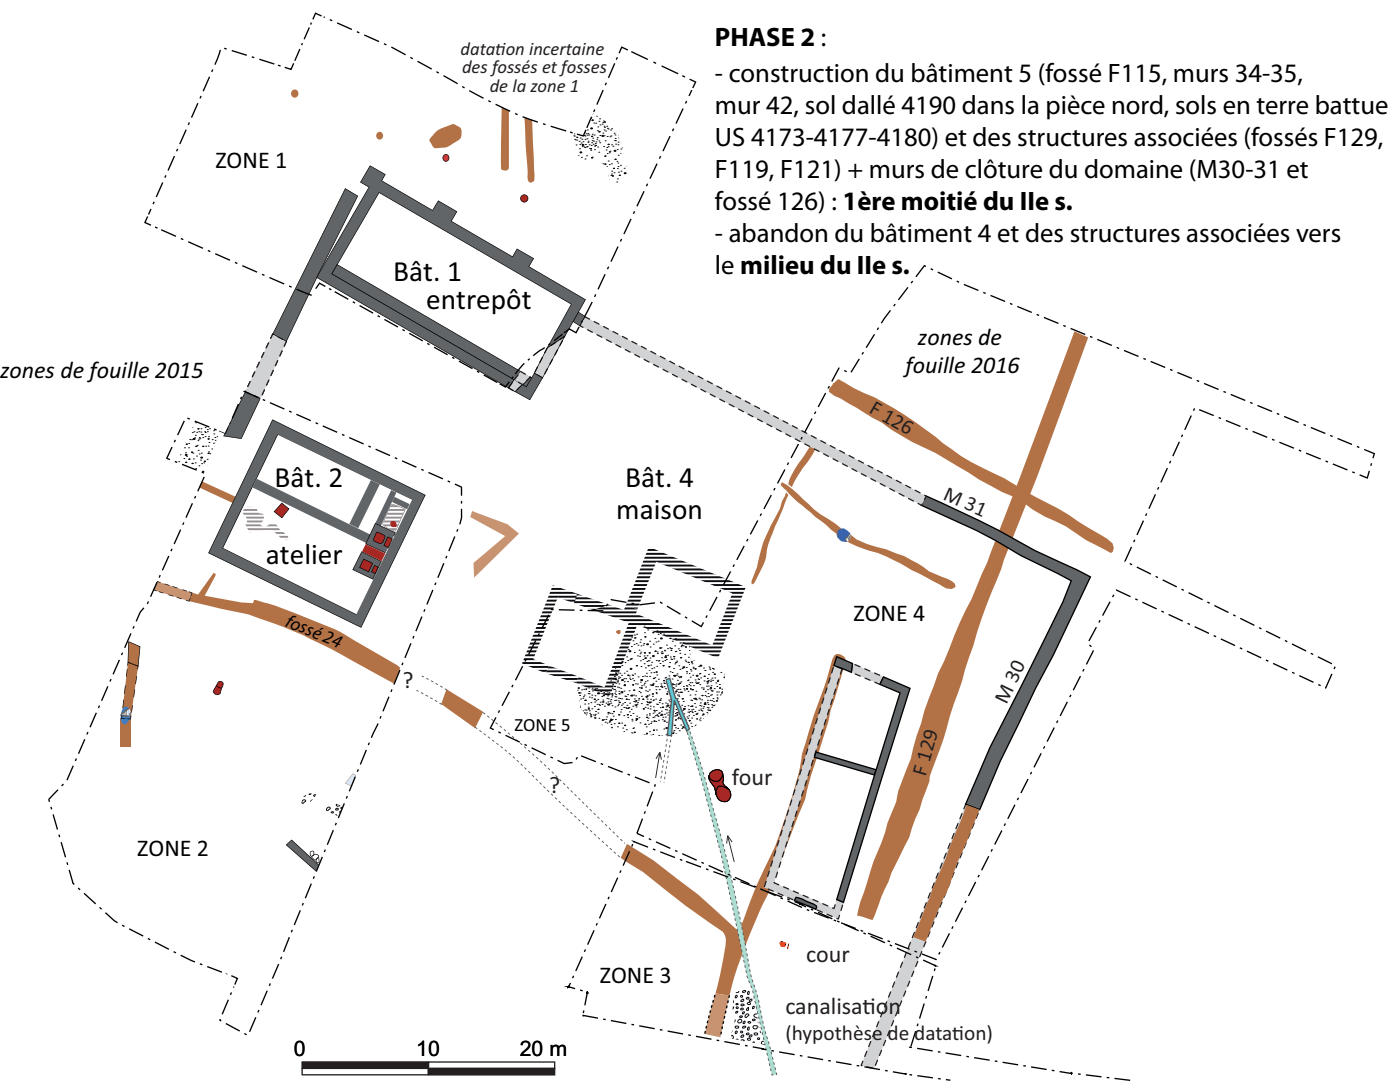 PHASE 2 :
- construction du bâtiment 5 (fossé F115, murs 34-35,
mur 42, sol dallé 4190 dans la pièce nord, sols en terre battue
US 4173-4177-4180) et des structures associées (fossés F129,
F119, F121) + murs de clôture du domaine (M30-31 et
fossé 126) : 1ère moitié du IIe s.
- abandon du bâtiment 4 et des structures associées vers
le milieu du IIe s.
datation incertaine
des fossés et fosses
de la zone 1
ZONE 1
Bât. 1
entrepôt
zones de fouille 2015
zones de
fouille 2016
F 126
M 31
Bât. 2
atelier
Bât. 4
maison
fossé 24
ZONE 4
M 30
?
ZONE 5
F 129
four
?
ZONE 2
cour
ZONE 3
canalisation
(hypothèse de datation)
0 10 20 m